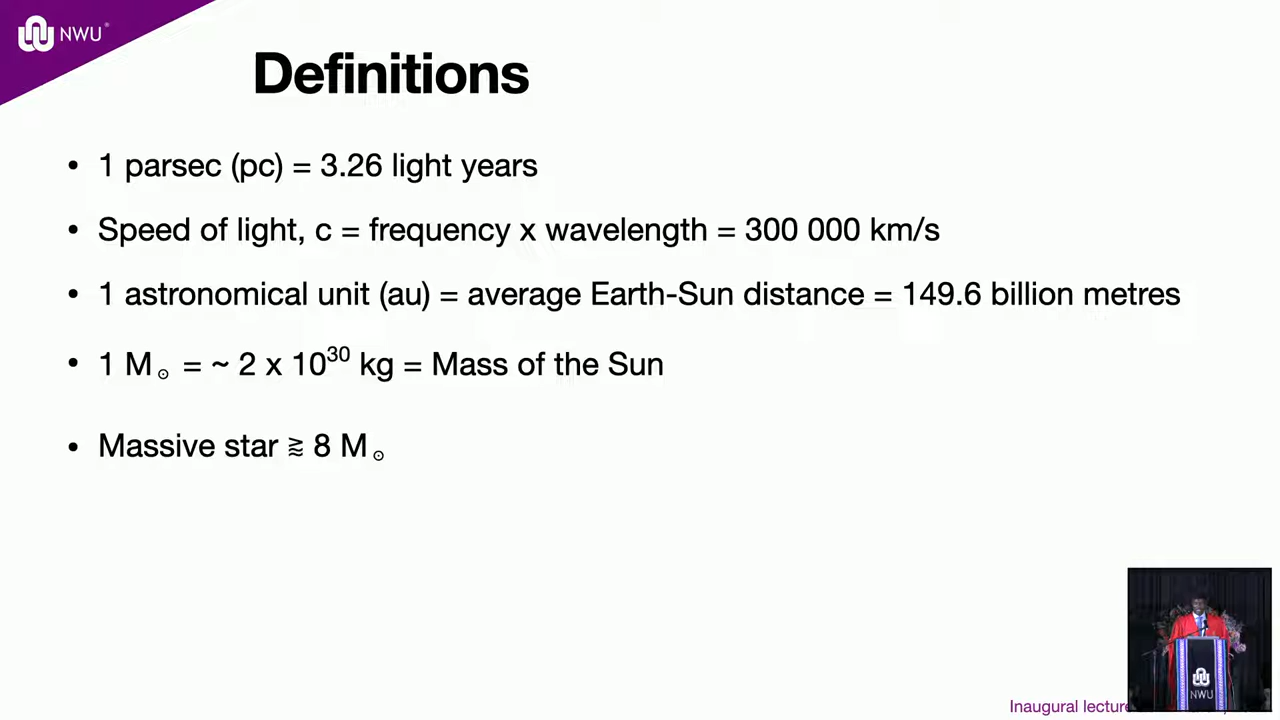 NWU
Definitions
• 1 parsec (pc) = 3.26 light years
• Speed of light, c = frequency x wavelength = 300 000 km/s
• 1 astronomical unit (au) = average Earth-Sun distance = 149.6 billion metres
• 1 M☉ = ~ 2 x 10³⁰ kg = Mass of the Sun
• Massive star ⪆ 8 M☉
NWU
Inaugural lecture